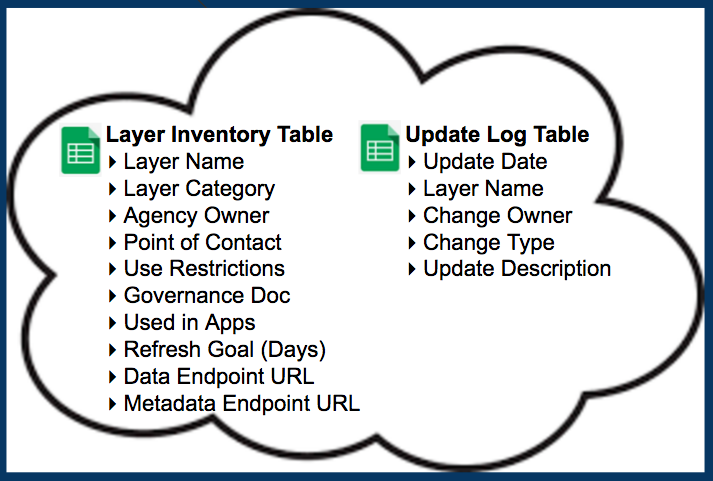 Layer Inventory Table
Layer Name
Layer Category
Agency Owner
Point of Contact
Use Restrictions
Governance Doc
Used in Apps
Refresh Goal (Days)
Data Endpoint URL
Metadata Endpoint URL
Update Log Table
Update Date
Layer Name
Change Owner
Change Type
Update Description